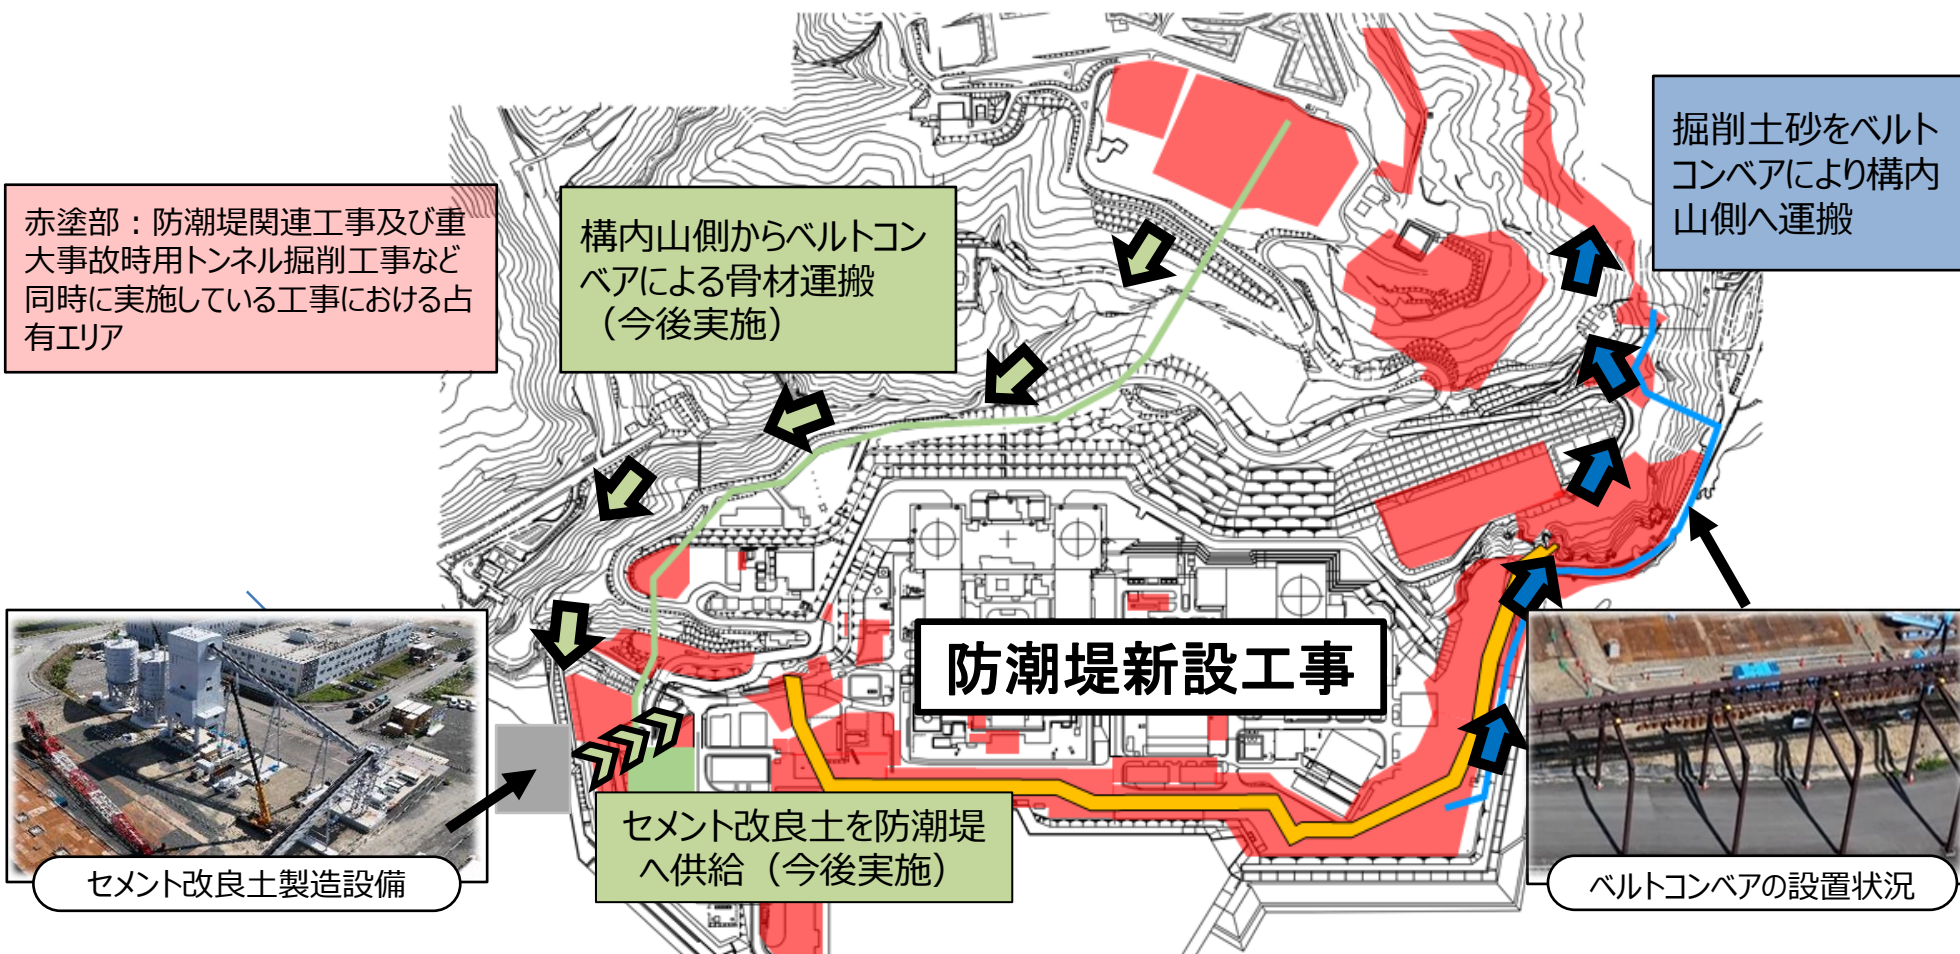 掘削土砂をベルト
コンベアにより構内
山側へ運搬
赤塗部：防潮堤関連工事及び重
大事故時用トンネル掘削工事など
同時に実施している工事における占
有エリア
構内山側からベルトコン
ベアによる骨材運搬
（今後実施）
防潮堤新設工事
セメント改良土を防潮堤
へ供給（今後実施）
セメント改良土製造設備
ベルトコンベアの設置状況